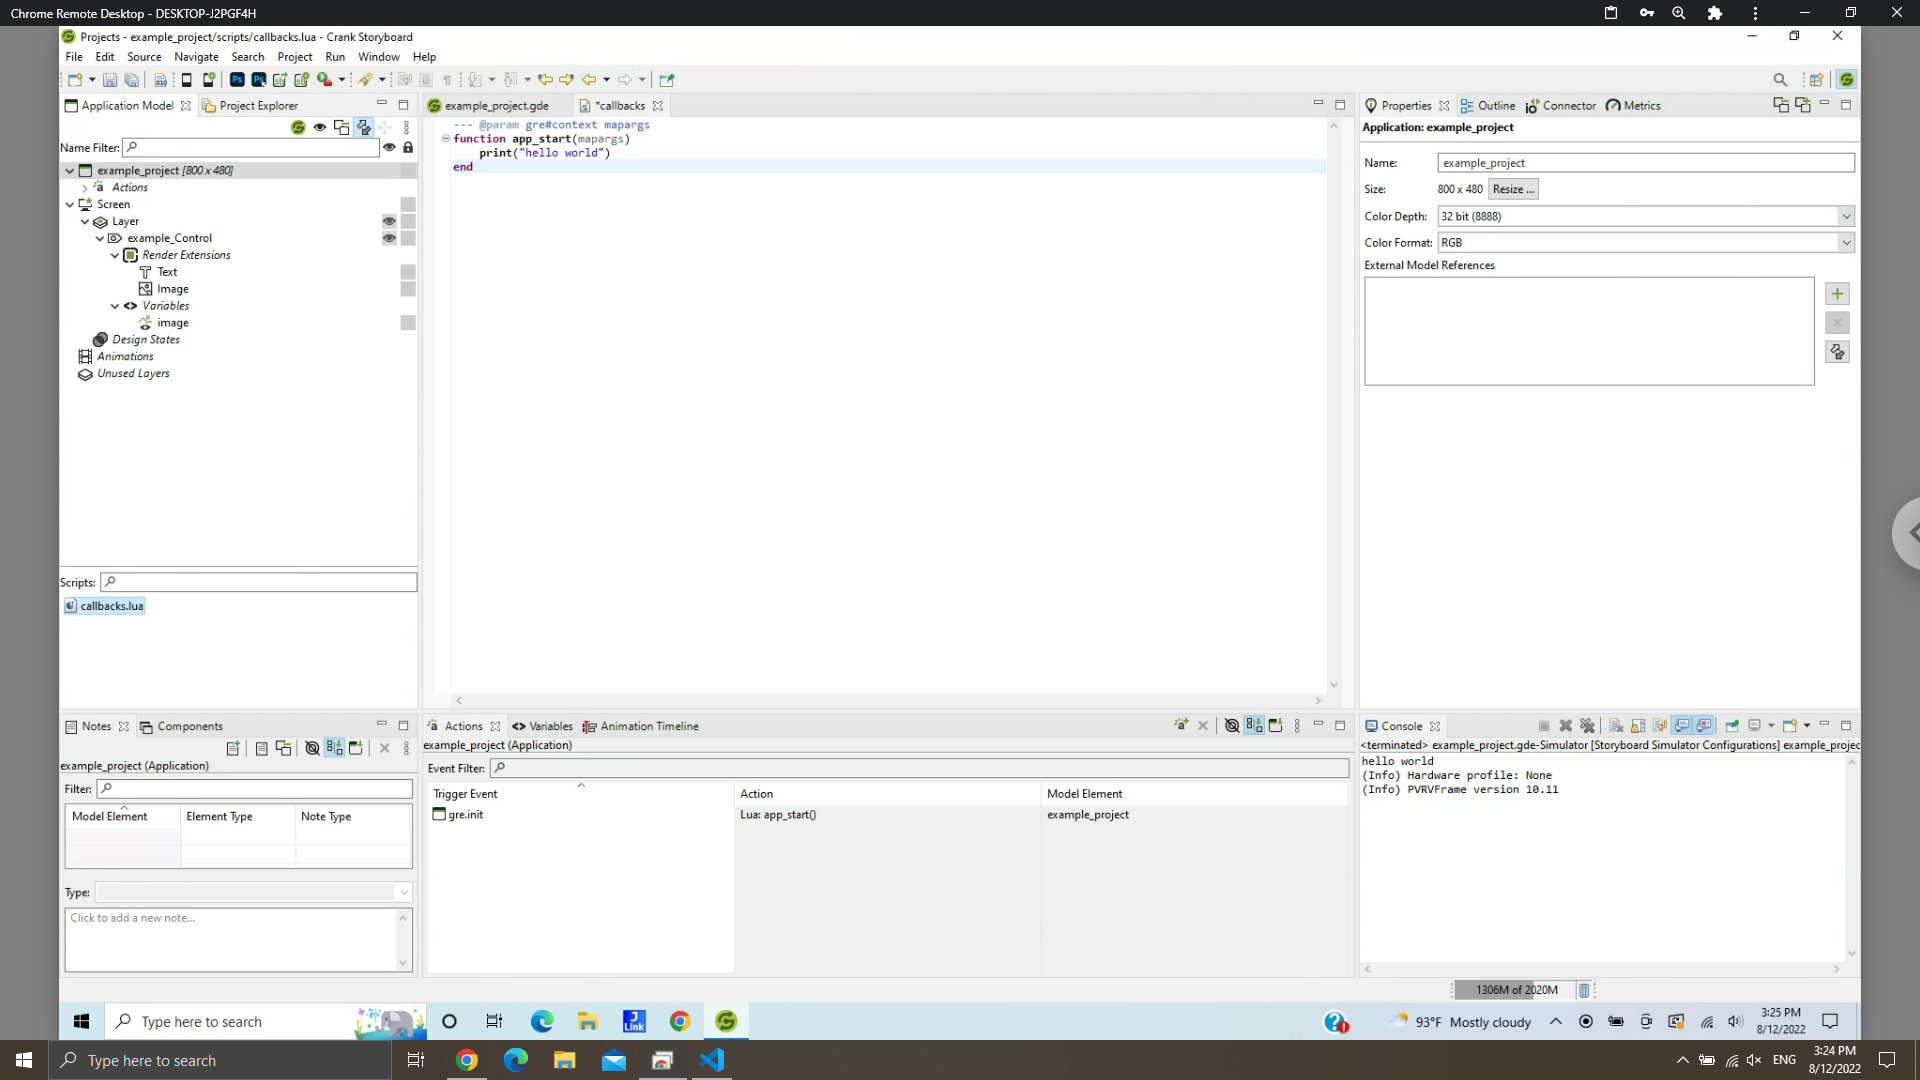 Chrome Remote Desktop - DESKTOP-J2PGF4H
Projects - example_project/scripts/callbacks.lua - Crank Storyboard
File Edit Source Navigate Search Project Run Window Help
Application Model
Project Explorer
Name Filter:
example_project [800 x 480]
Actions
Screen
Layer
example_Control
Render Extensions
Text
Image
Variables
image
Design States
Animations
Unused Layers
Scripts:
callbacks.lua
example_project.gde
*callbacks
--- @param gre#context mapargs
function app_start(mapargs)
print("hello world")
end
Properties
Outline
Connector
Metrics
Application: example_project
Name: example_project
Size: 800 x 480 Resize ...
Color Depth: 32 bit (8888)
Color Format: RGB
External Model References
Notes
Components
example_project (Application)
Filter:
Model Element Element Type Note Type
Type:
Click to add a new note...
Actions
Variables
Animation Timeline
example_project (Application)
Event Filter:
Trigger Event Action Model Element
gre.init Lua: app_start() example_project
Console
<terminated> example_project.gde-Simulator [Storyboard Simulator Configurations] example_projec
hello world
(Info) Hardware profile: None
(Info) PVRVFrame version 10.11
1306M of 2020M
Type here to search
J
Link
93°F Mostly cloudy
3:25 PM
8/12/2022
Type here to search
ENG
3:24 PM
8/12/2022